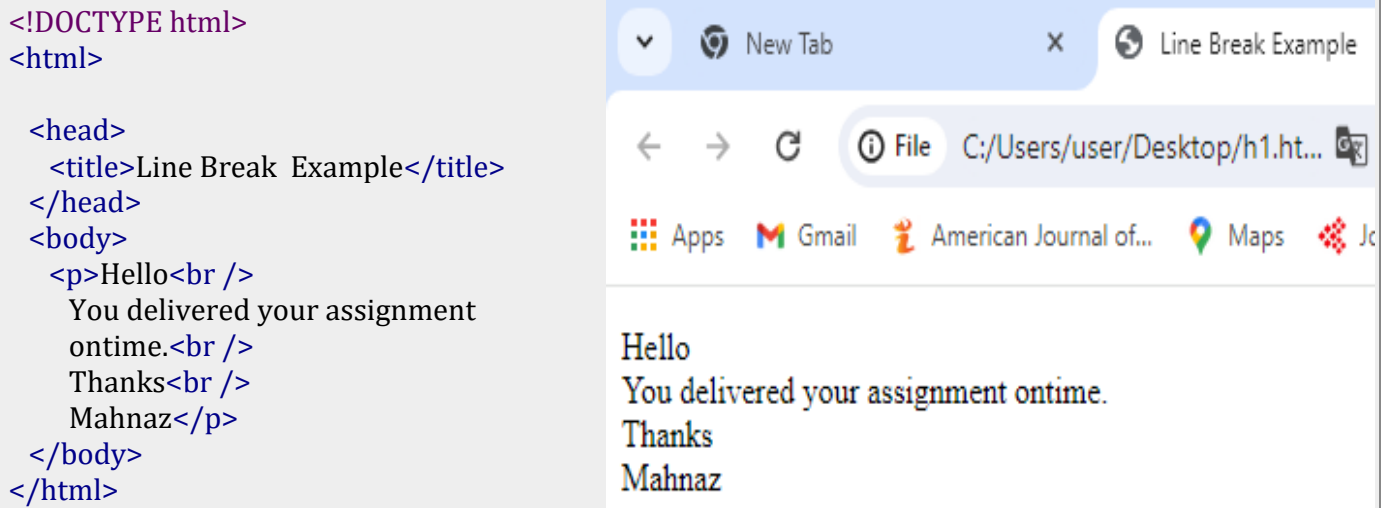 <!DOCTYPE html>
<html>
<head>
<title>Line Break  Example</title>
</head>
<body>
<p>Hello<br />
You delivered your assignment
ontime.<br />
Thanks<br />
Mahnaz</p>
</body>
</html>
New Tab
Line Break Example
File C:/Users/user/Desktop/h1.ht...
Apps Gmail American Journal of... Maps
Hello
You delivered your assignment ontime.
Thanks
Mahnaz